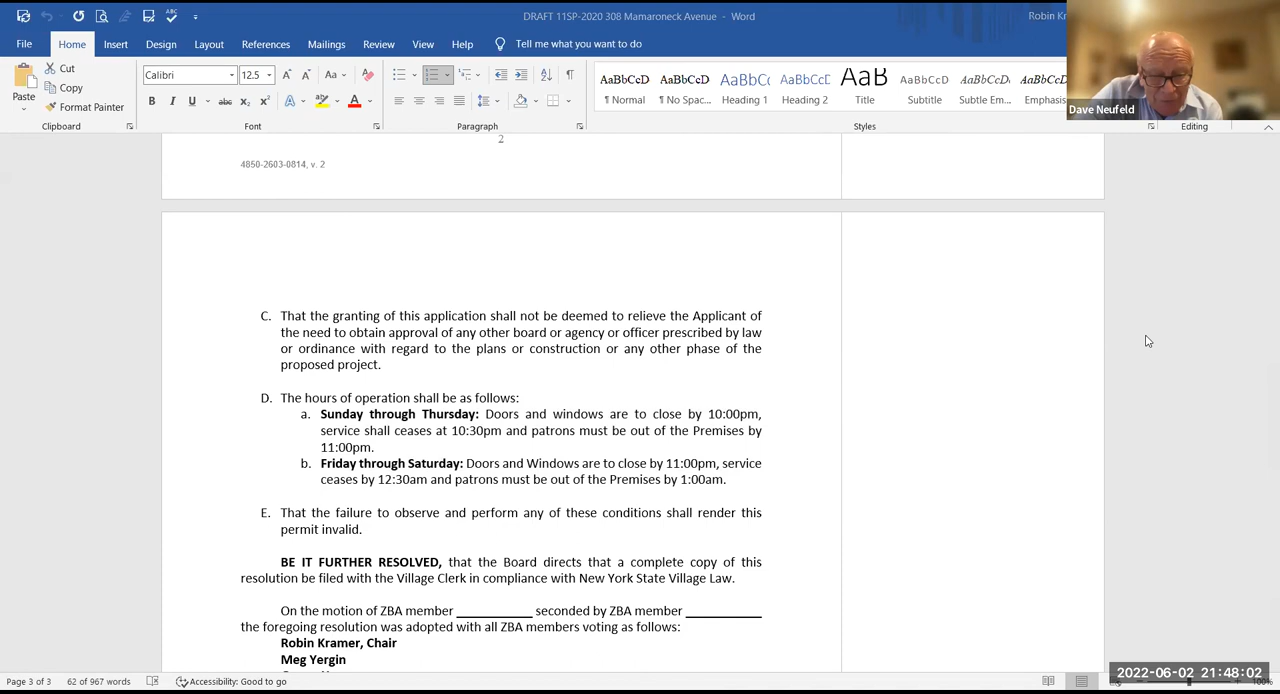 DRAFT 11SP-2020 308 Mamaroneck Avenue - Word
Robin Kr
File Home Insert Design Layout References Mailings Review View Help Tell me what you want to do
Paste
Cut
Copy
Format Painter
Calibri 12.5
AaBbCcD AaBbCcD AaBbCc AaBbCcD AaB AaBbCcD AaBbCcD AaBbCcD
¶ Normal ¶ No Spac... Heading 1 Heading 2 Title Subtitle Subtle Em... Emphasis
Clipboard Font Paragraph Styles Editing
Dave Neufeld
2
4850-2603-0814, v. 2
C. That the granting of this application shall not be deemed to relieve the Applicant of
the need to obtain approval of any other board or agency or officer prescribed by law
or ordinance with regard to the plans or construction or any other phase of the
proposed project.
D. The hours of operation shall be as follows:
a. Sunday through Thursday: Doors and windows are to close by 10:00pm,
service shall ceases at 10:30pm and patrons must be out of the Premises by
11:00pm.
b. Friday through Saturday: Doors and Windows are to close by 11:00pm, service
ceases by 12:30am and patrons must be out of the Premises by 1:00am.
E. That the failure to observe and perform any of these conditions shall render this
permit invalid.
BE IT FURTHER RESOLVED, that the Board directs that a complete copy of this
resolution be filed with the Village Clerk in compliance with New York State Village Law.
On the motion of ZBA member ___________ seconded by ZBA member ___________
the foregoing resolution was adopted with all ZBA members voting as follows:
Robin Kramer, Chair
Meg Yergin
Page 3 of 3 62 of 967 words Accessibility: Good to go
2022-06-02 21:48:02
100%